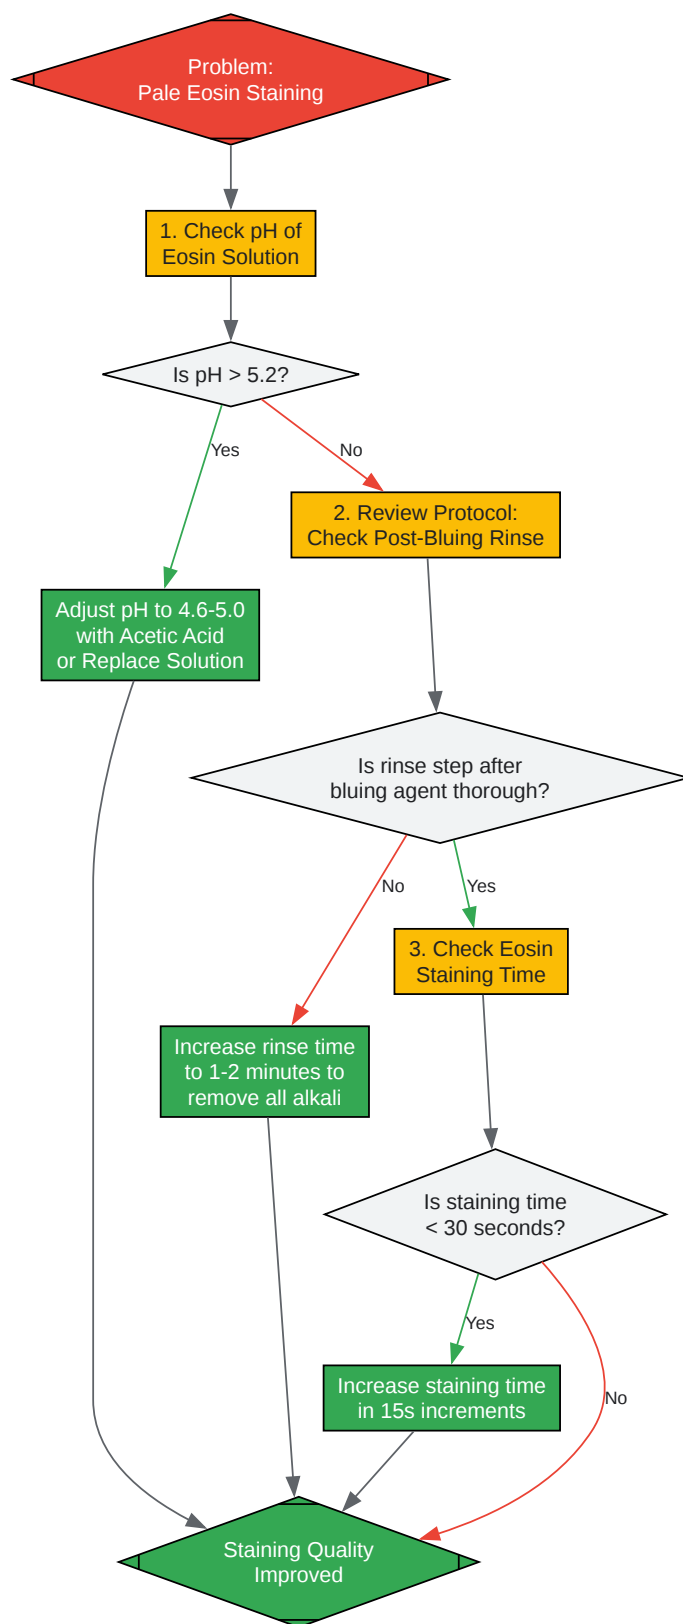 Problem:
Pale Eosin Staining
1. Check pH of
Eosin Solution
Is pH > 5.2?
Yes
No
2. Review Protocol:
Check Post-Bluing Rinse
Adjust pH to 4.6-5.0
with Acetic Acid
or Replace Solution
Is rinse step after
bluing agent thorough?
No
Yes
3. Check Eosin
Staining Time
Increase rinse time
to 1-2 minutes to
remove all alkali
Is staining time
< 30 seconds?
Yes
No
Increase staining time
in 15s increments
Staining Quality
Improved